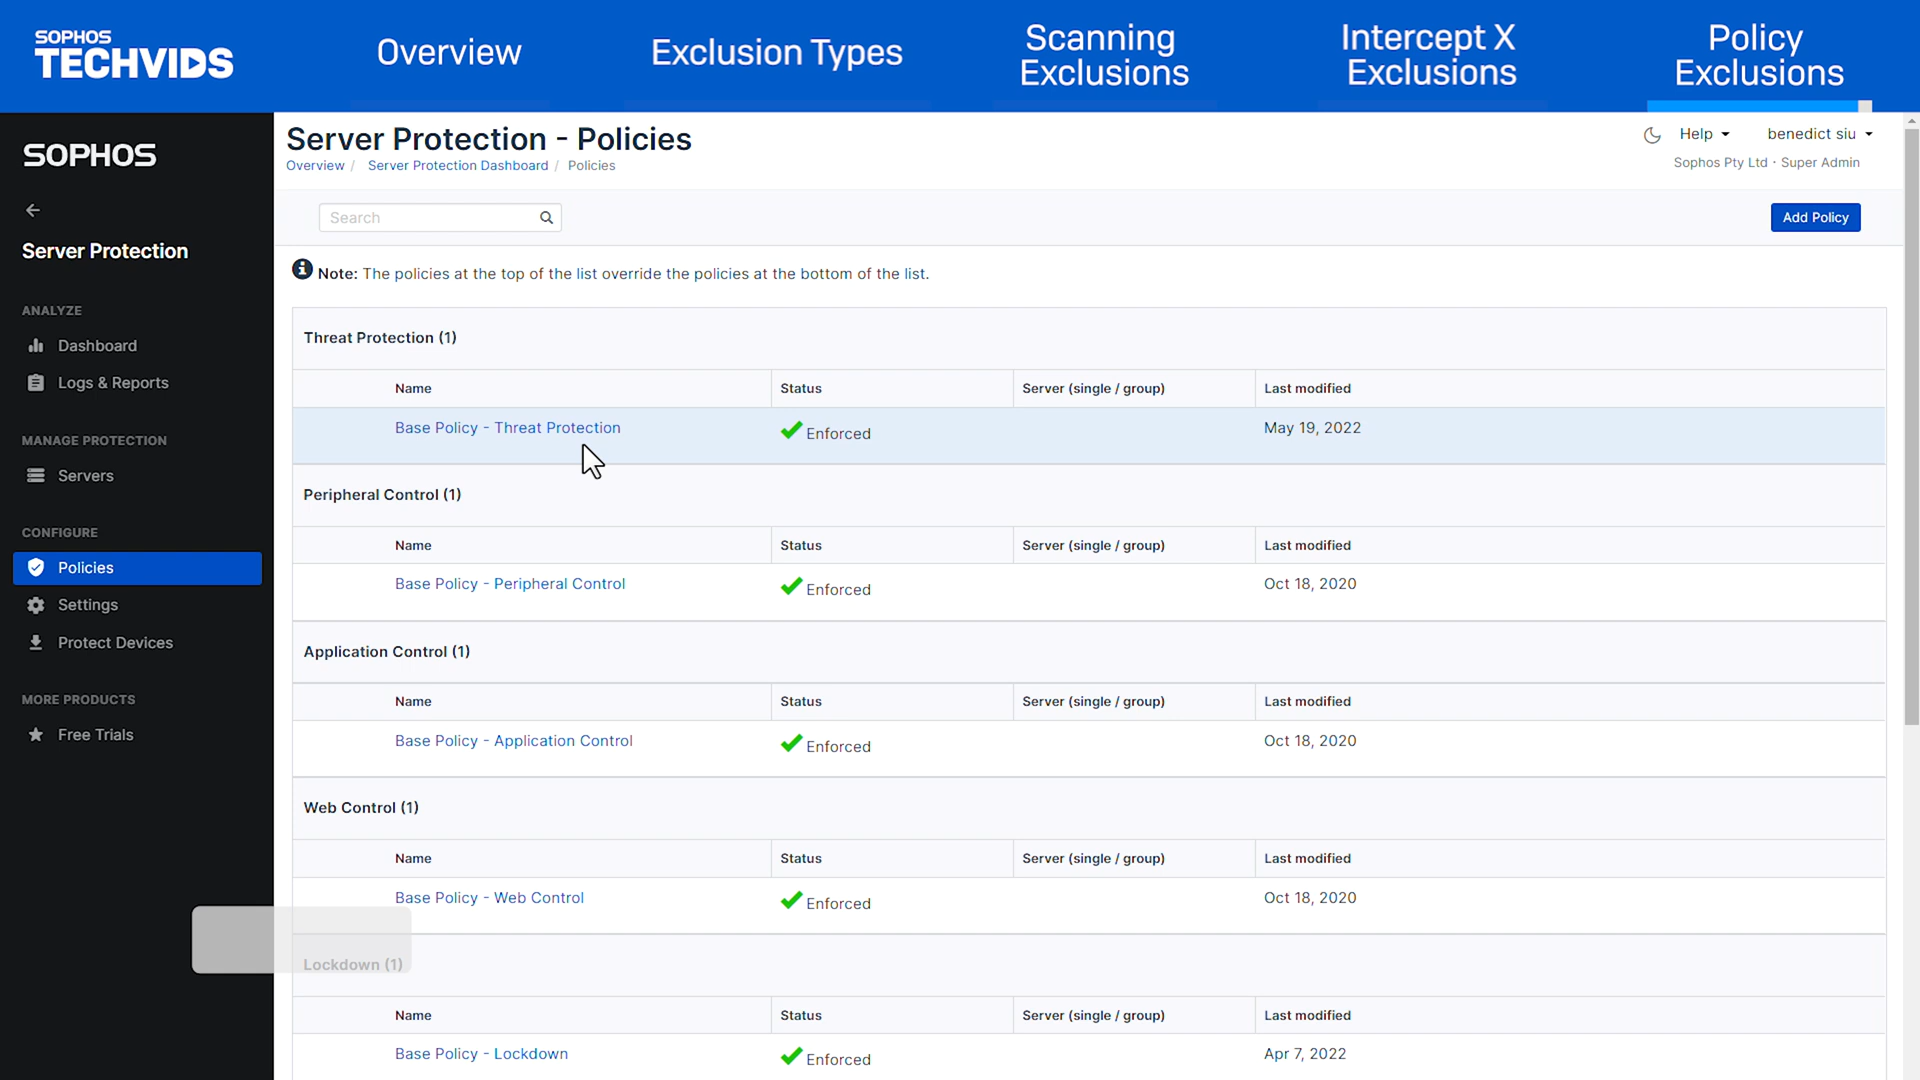 SOPHOS
TECHVIDS
Overview
Exclusion Types
Scanning
Exclusions
Intercept X
Exclusions
Policy
Exclusions
SOPHOS
Server Protection
ANALYZE
Dashboard
Logs & Reports
MANAGE PROTECTION
Servers
CONFIGURE
Policies
Settings
Protect Devices
MORE PRODUCTS
Free Trials
Server Protection - Policies
Overview / Server Protection Dashboard / Policies
Help
benedict siu
Sophos Pty Ltd · Super Admin
Search
Add Policy
Note: The policies at the top of the list override the policies at the bottom of the list.
Threat Protection (1)
Name Status Server (single / group) Last modified
Base Policy - Threat Protection Enforced May 19, 2022
Peripheral Control (1)
Name Status Server (single / group) Last modified
Base Policy - Peripheral Control Enforced Oct 18, 2020
Application Control (1)
Name Status Server (single / group) Last modified
Base Policy - Application Control Enforced Oct 18, 2020
Web Control (1)
Name Status Server (single / group) Last modified
Base Policy - Web Control Enforced Oct 18, 2020
Lockdown (1)
Name Status Server (single / group) Last modified
Base Policy - Lockdown Enforced Apr 7, 2022